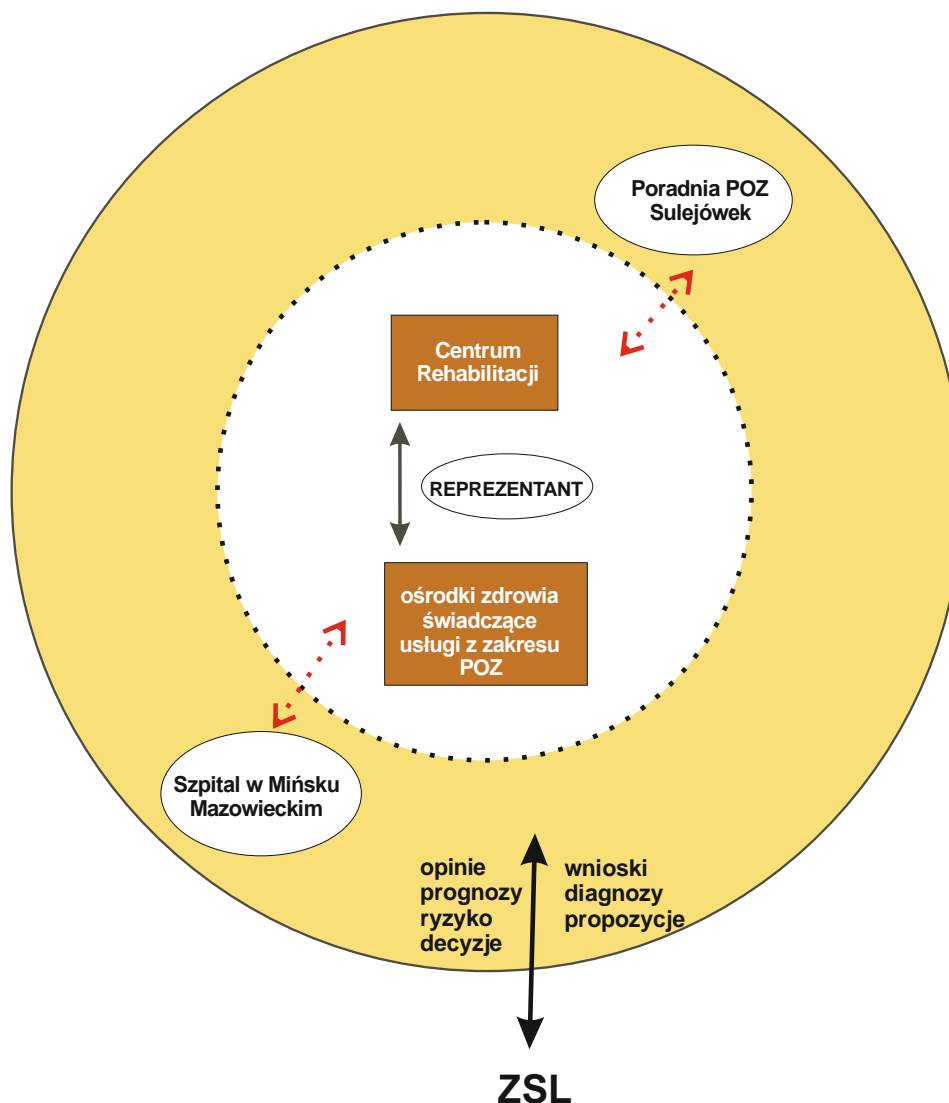 Poradnia POZ
Sulejówek
Centrum
Rehabilitacji
REPREZENTANT
ośrodki zdrowia
świadczące
usługi z zakresu
POZ
Szpital w Mińsku
Mazowieckim
opinie
prognozy
ryzyko
decyzje
wnioski
diagnozy
propozycje
ZSL